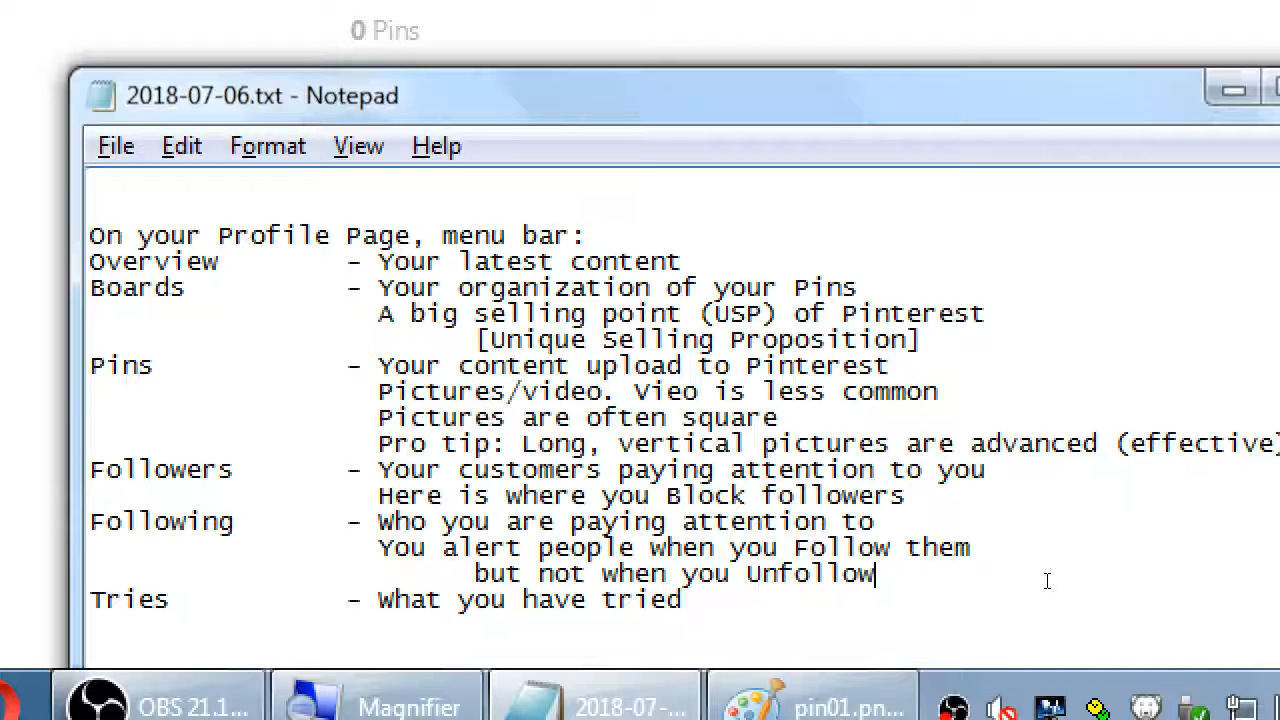 0 Pins
2018-07-06.txt - Notepad
File Edit Format View Help
On your Profile Page, menu bar:
Overview - Your latest content
Boards - Your organization of your Pins
A big selling point (USP) of Pinterest
[Unique Selling Proposition]
Pins - Your content upload to Pinterest
Pictures/video. Vieo is less common
Pictures are often square
Pro tip: Long, vertical pictures are advanced (effective)
Followers - Your customers paying attention to you
Here is where you Block followers
Following - Who you are paying attention to
You alert people when you Follow them
but not when you Unfollow
Tries - What you have tried
OBS 21.1... Magnifier 2018-07-... pin01.pn...